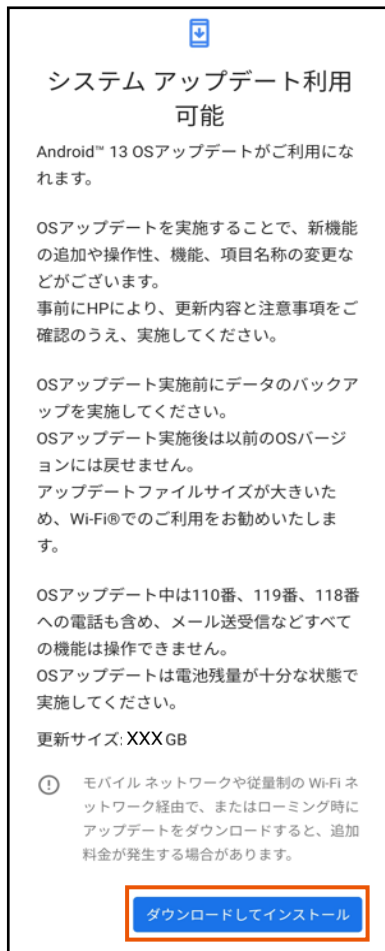 システム アップデート利用
可能
Android™ 13 OSアップデートがご利用にな
れます。
OSアップデートを実施することで、新機能
の追加や操作性、機能、項目名称の変更な
どがございます。
事前にHPにより、更新内容と注意事項をご
確認のうえ、実施してください。
OSアップデート実施前にデータのバックア
ップを実施してください。
OSアップデート実施後は以前のOSバージ
ョンには戻せません。
アップデートファイルサイズが大きいた
め、Wi-Fi®でのご利用をお勧めいたしま
す。
OSアップデート中は110番、119番、118番
への電話も含め、メール送受信などすべて
の機能は操作できません。
OSアップデートは電池残量が十分な状態で
実施してください。
更新サイズ: XXX GB
モバイル ネットワークや従量制の Wi-Fi ネ
ットワーク経由で、またはローミング時に
アップデートをダウンロードすると、追加
料金が発生する場合があります。
ダウンロードしてインストール